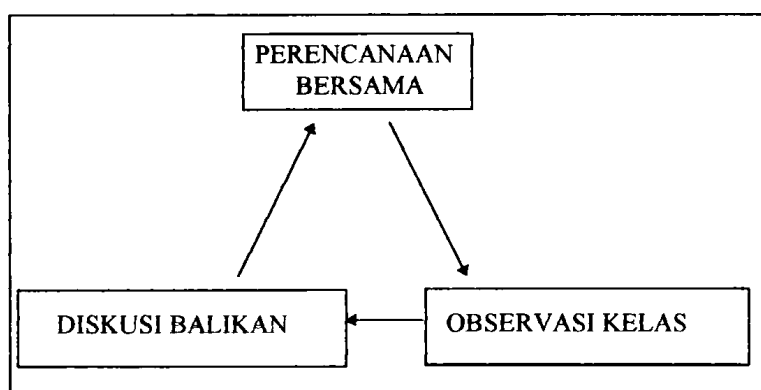 PERENCANAAN
BERSAMA
DISKUSI BALIKAN
OBSERVASI KELAS